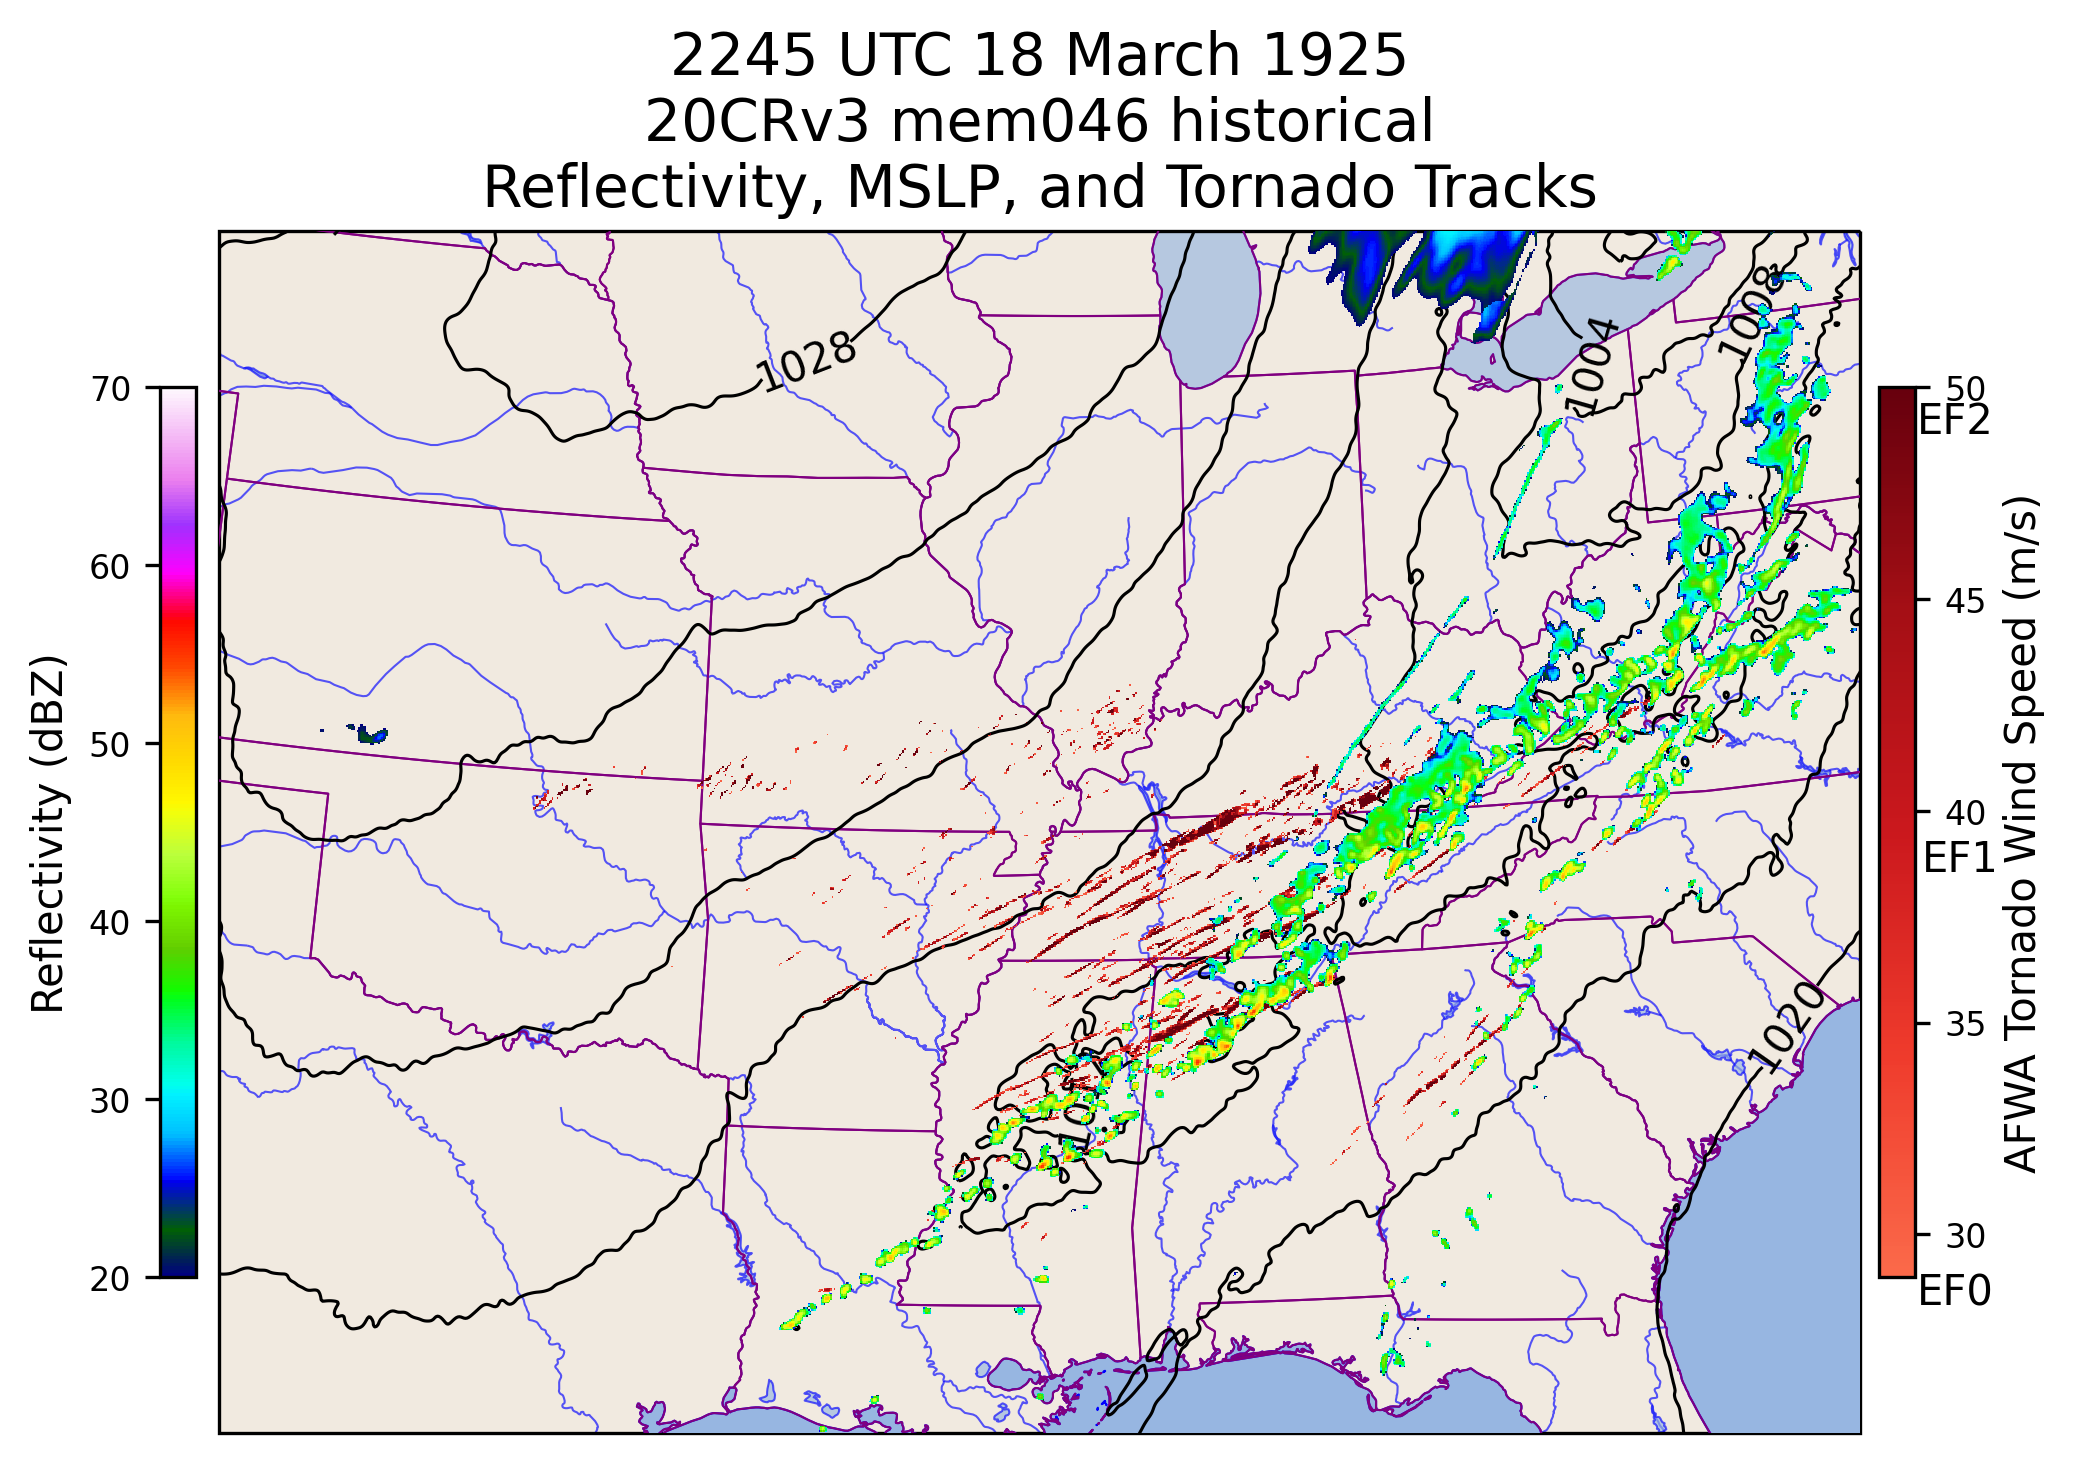 2245 UTC 18 March 1925
20CRv3 mem046 historical
Reflectivity, MSLP, and Tornado Tracks
1008
1004
1028
1020
70
60
50
40
30
20
Reflectivity (dBZ)
50
EF2
45
40
EF1
35
30
EF0
AFWA Tornado Wind Speed (m/s)